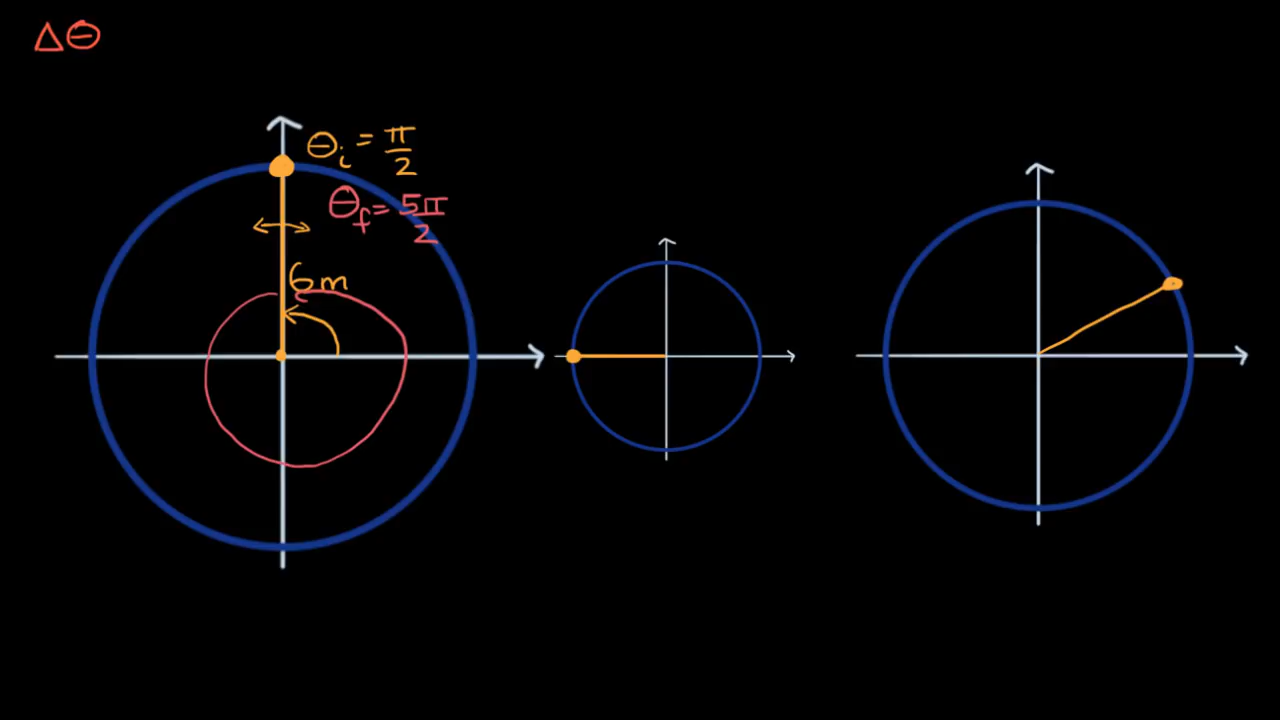 Δθ
θi = π/2
θf = 5π/2
6m